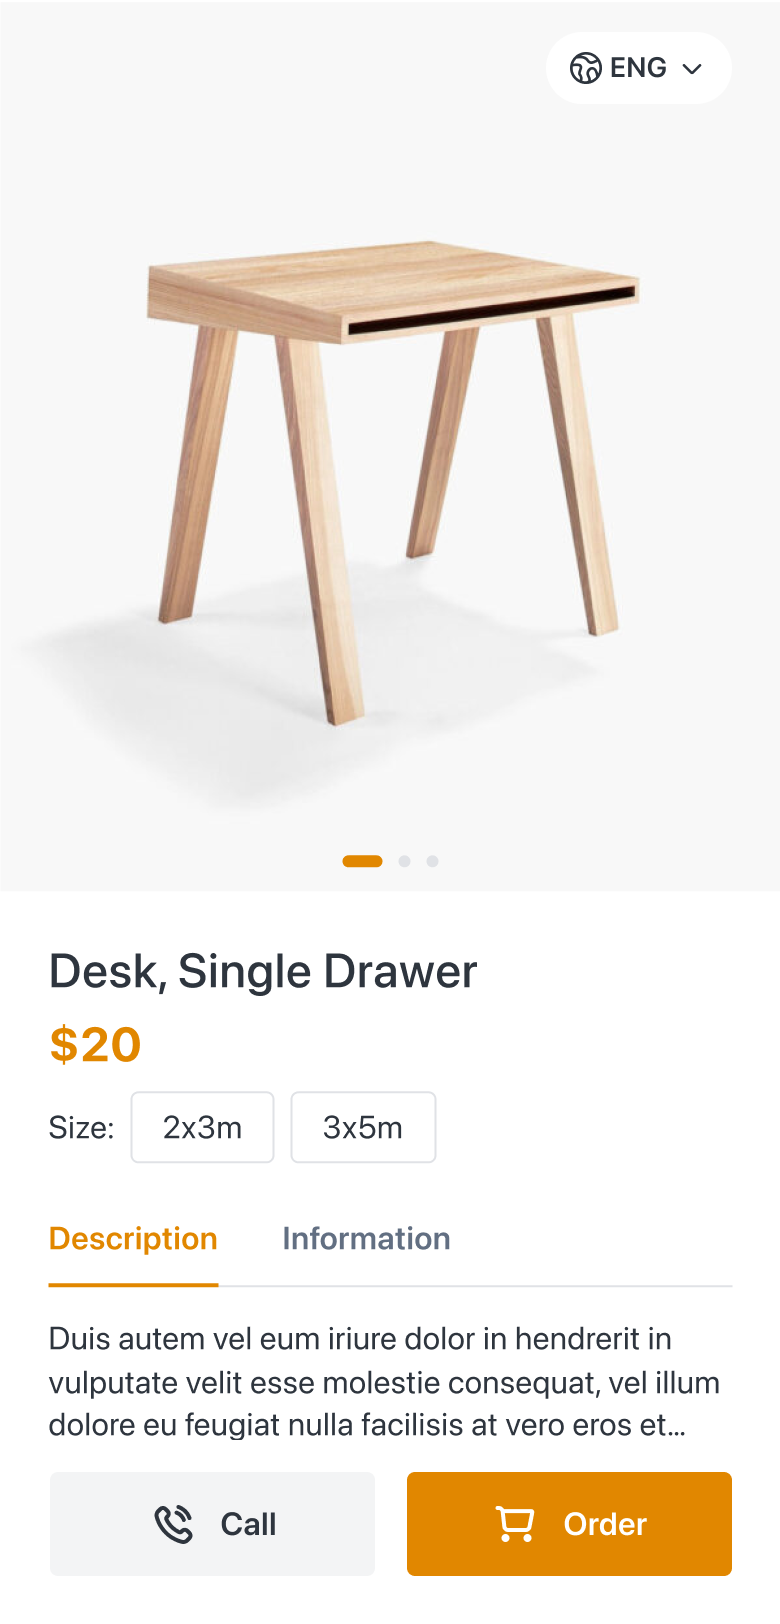 ENG
Desk, Single Drawer
$20
Size: 2x3m 3x5m
Description Information
Duis autem vel eum iriure dolor in hendrerit in
vulputate velit esse molestie consequat, vel illum
dolore eu feugiat nulla facilisis at vero eros et...
Call Order